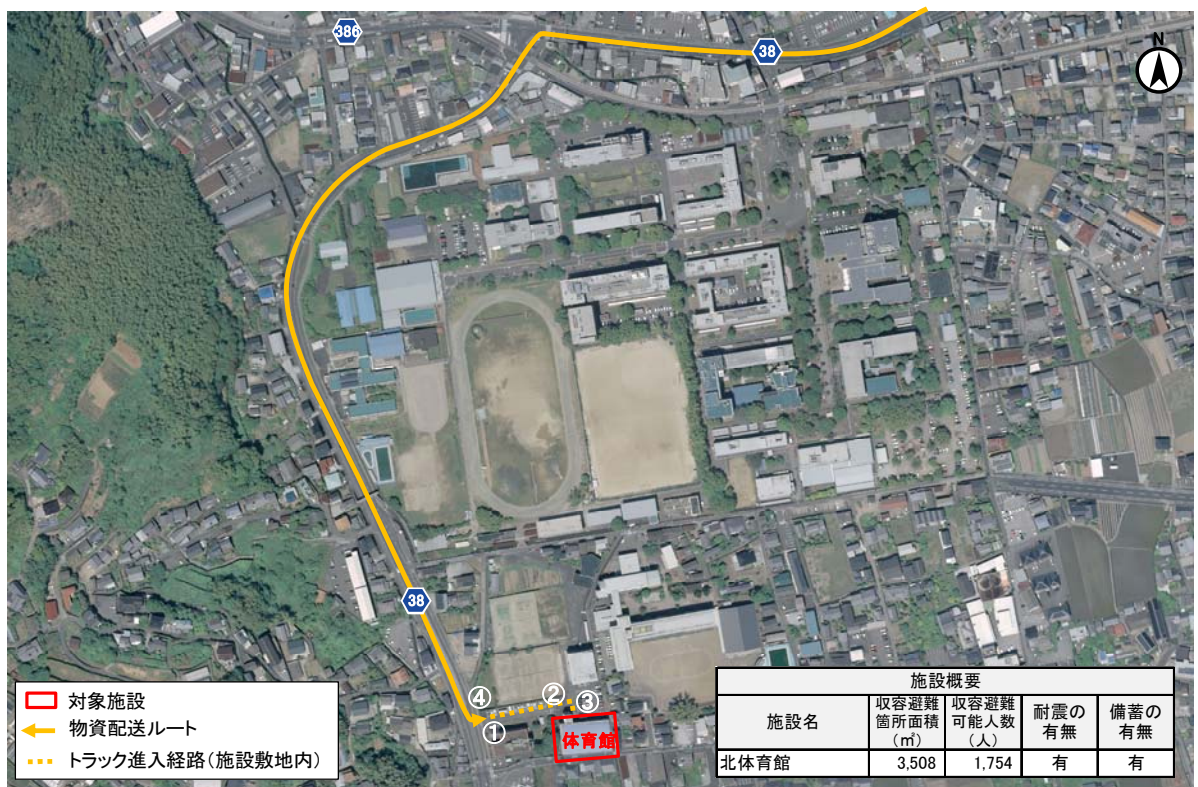 386
38
N
38
④
②
③
①
体育館
対象施設
物資配送ルート
トラック進入経路(施設敷地内)
施設概要
施設名
収容避難
箇所面積
(㎡)
収容避難
可能人数
(人)
耐震の
有無
備蓄の
有無
北体育館
3,508
1,754
有
有